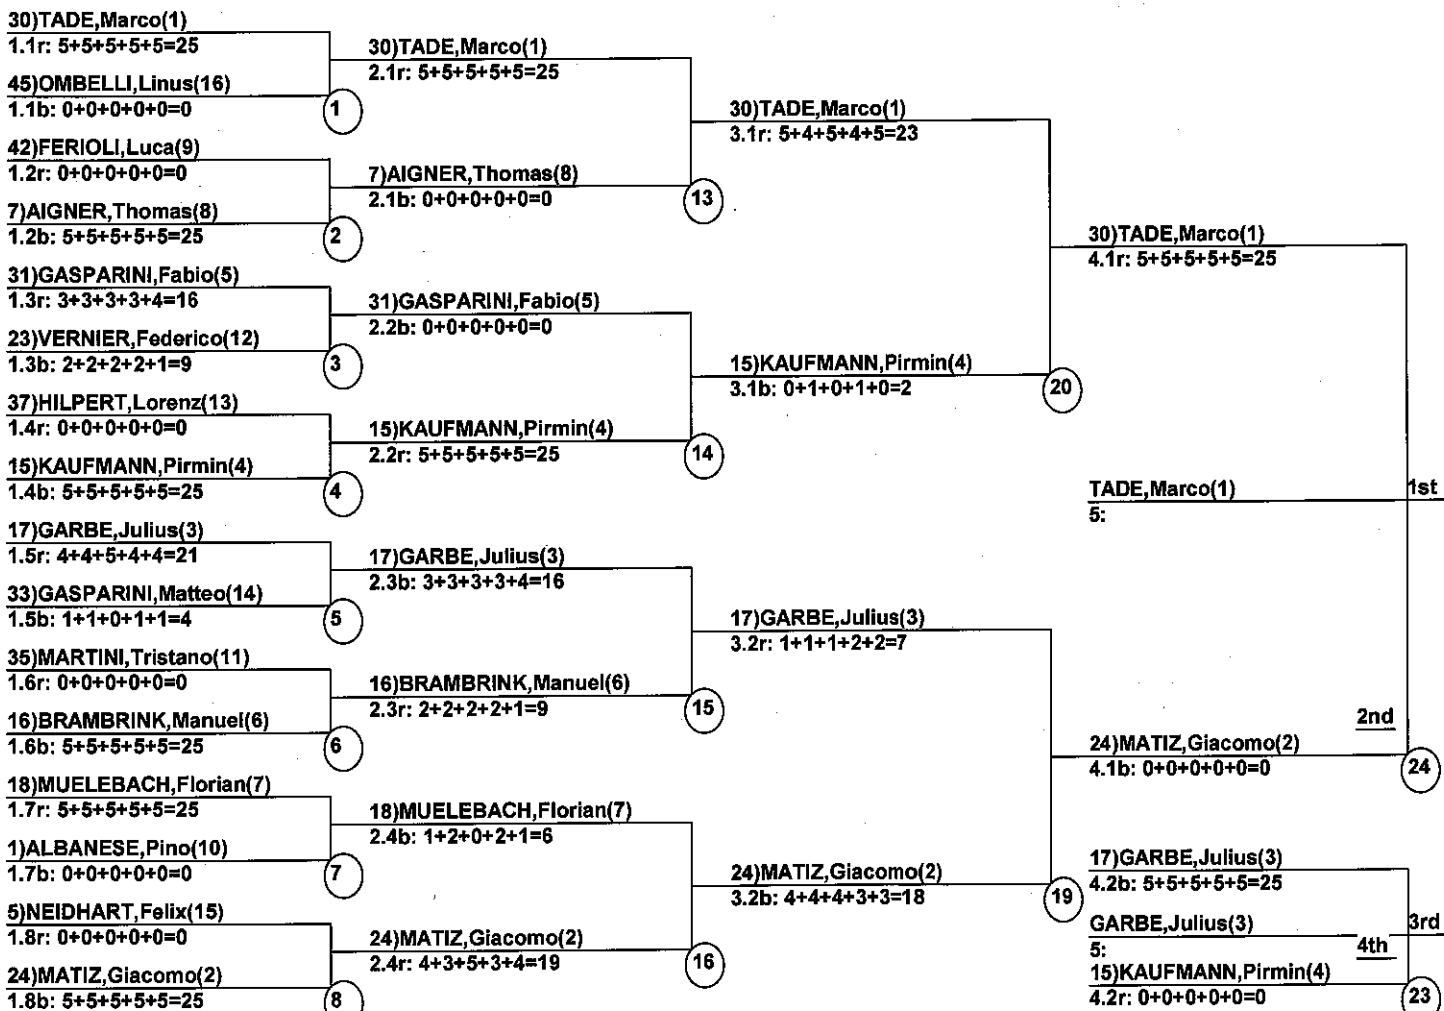 30)TADE,Marco(1)
1.1r: 5+5+5+5+5=25
45)OMBELLI,Linus(16)
1.1b: 0+0+0+0+0=0
1
42)FERIOLI,Luca(9)
1.2r: 0+0+0+0+0=0
7)AIGNER,Thomas(8)
1.2b: 5+5+5+5+5=25
2
31)GASPARINI,Fabio(5)
1.3r: 3+3+3+3+4=16
23)VERNIER,Federico(12)
1.3b: 2+2+2+2+1=9
3
37)HILPERT,Lorenz(13)
1.4r: 0+0+0+0+0=0
15)KAUFMANN,Pirmin(4)
1.4b: 5+5+5+5+5=25
4
17)GARBE,Julius(3)
1.5r: 4+4+5+4+4=21
33)GASPARINI,Matteo(14)
1.5b: 1+1+0+1+1=4
5
35)MARTINI,Tristano(11)
1.6r: 0+0+0+0+0=0
16)BRAMBRINK,Manuel(6)
1.6b: 5+5+5+5+5=25
6
18)MUELEBACH,Florian(7)
1.7r: 5+5+5+5+5=25
1)ALBANESE,Pino(10)
1.7b: 0+0+0+0+0=0
7
5)NEIDHART,Felix(15)
1.8r: 0+0+0+0+0=0
24)MATIZ,Giacomo(2)
1.8b: 5+5+5+5+5=25
8
30)TADE,Marco(1)
2.1r: 5+5+5+5+5=25
7)AIGNER,Thomas(8)
2.1b: 0+0+0+0+0=0
13
31)GASPARINI,Fabio(5)
2.2b: 0+0+0+0+0=0
15)KAUFMANN,Pirmin(4)
2.2r: 5+5+5+5+5=25
14
17)GARBE,Julius(3)
2.3b: 3+3+3+3+4=16
16)BRAMBRINK,Manuel(6)
2.3r: 2+2+2+2+1=9
15
18)MUELEBACH,Florian(7)
2.4b: 1+2+0+2+1=6
24)MATIZ,Giacomo(2)
2.4r: 4+3+5+3+4=19
16
30)TADE,Marco(1)
3.1r: 5+4+5+4+5=23
15)KAUFMANN,Pirmin(4)
3.1b: 0+1+0+1+0=2
20
17)GARBE,Julius(3)
3.2r: 1+1+1+2+2=7
24)MATIZ,Giacomo(2)
3.2b: 4+4+4+3+3=18
19
30)TADE,Marco(1)
4.1r: 5+5+5+5+5=25
TADE,Marco(1) 1st
5:
2nd
24)MATIZ,Giacomo(2)
4.1b: 0+0+0+0+0=0
24
17)GARBE,Julius(3)
4.2b: 5+5+5+5+5=25
GARBE,Julius(3) 3rd
5: 4th
15)KAUFMANN,Pirmin(4)
4.2r: 0+0+0+0+0=0
23